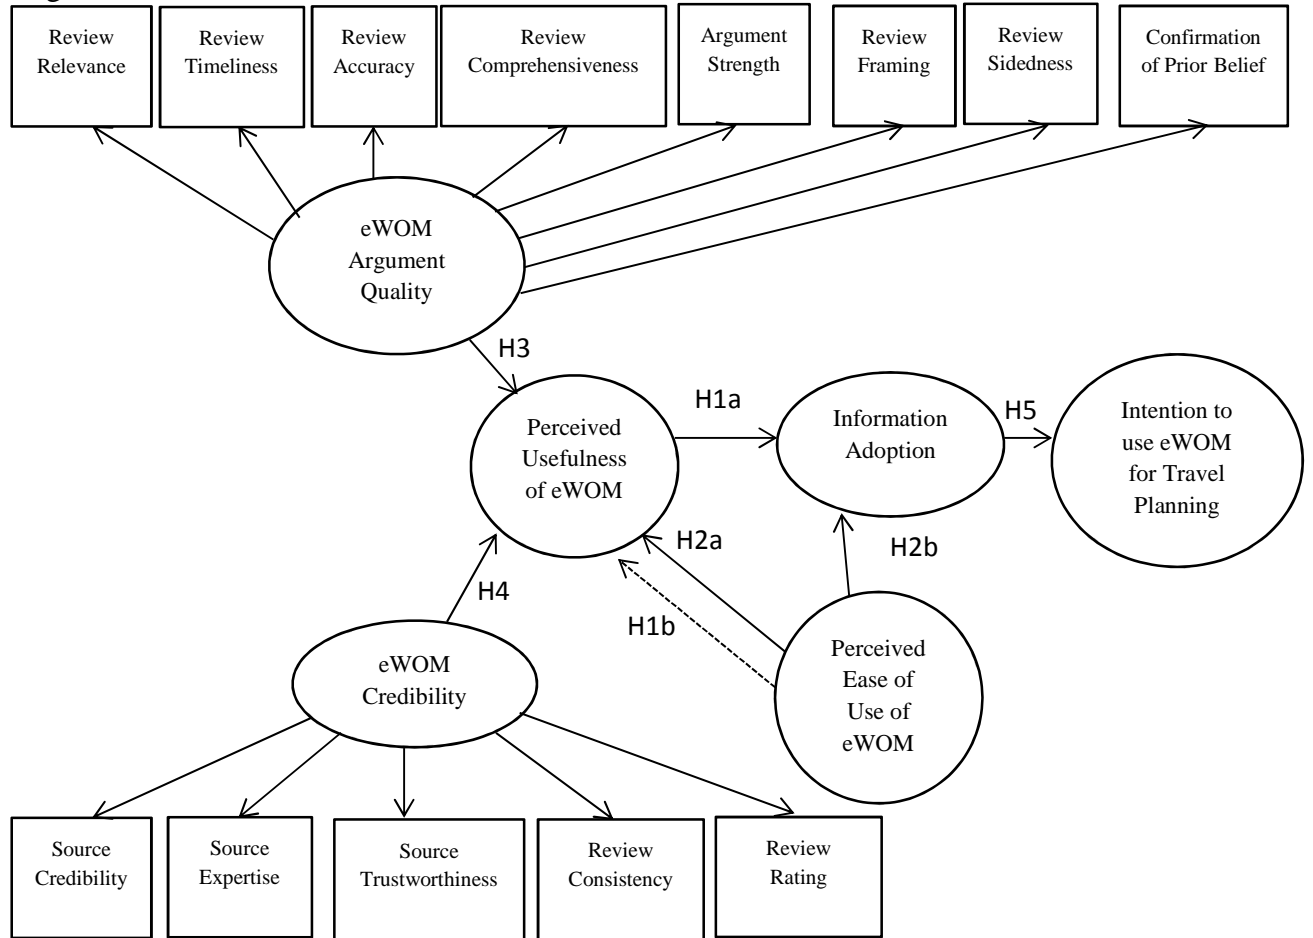 Review
Relevance
Review
Timeliness
Review
Accuracy
Review
Comprehensiveness
Argument
Strength
Review
Framing
Review
Sidedness
Confirmation
of Prior Belief
eWOM
Argument
Quality
H3
Perceived
Usefulness
of eWOM
H1a
Information
Adoption
H5
Intention to
use eWOM
for Travel
Planning
H2a
H2b
H4
H1b
eWOM
Credibility
Perceived
Ease of
Use of
eWOM
Source
Credibility
Source
Expertise
Source
Trustworthiness
Review
Consistency
Review
Rating